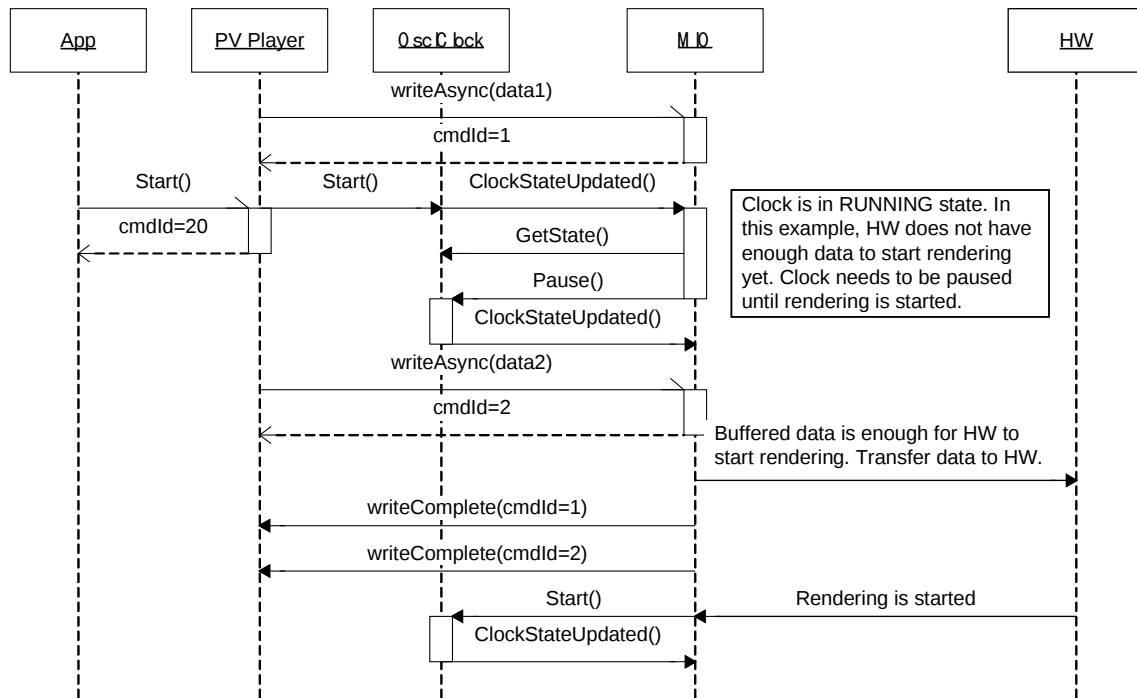 App
PV Player
HW
writeAsync(data1)
cmdId=1
Start()
Start()
ClockStateUpdated()
cmdId=20
GetState()
Pause()
ClockStateUpdated()
Clock is in RUNNING state. In
this example, HW does not have
enough data to start rendering
yet. Clock needs to be paused
until rendering is started.
writeAsync(data2)
cmdId=2
Buffered data is enough for HW to
start rendering. Transfer data to HW.
writeComplete(cmdId=1)
writeComplete(cmdId=2)
Start()
Rendering is started
ClockStateUpdated()